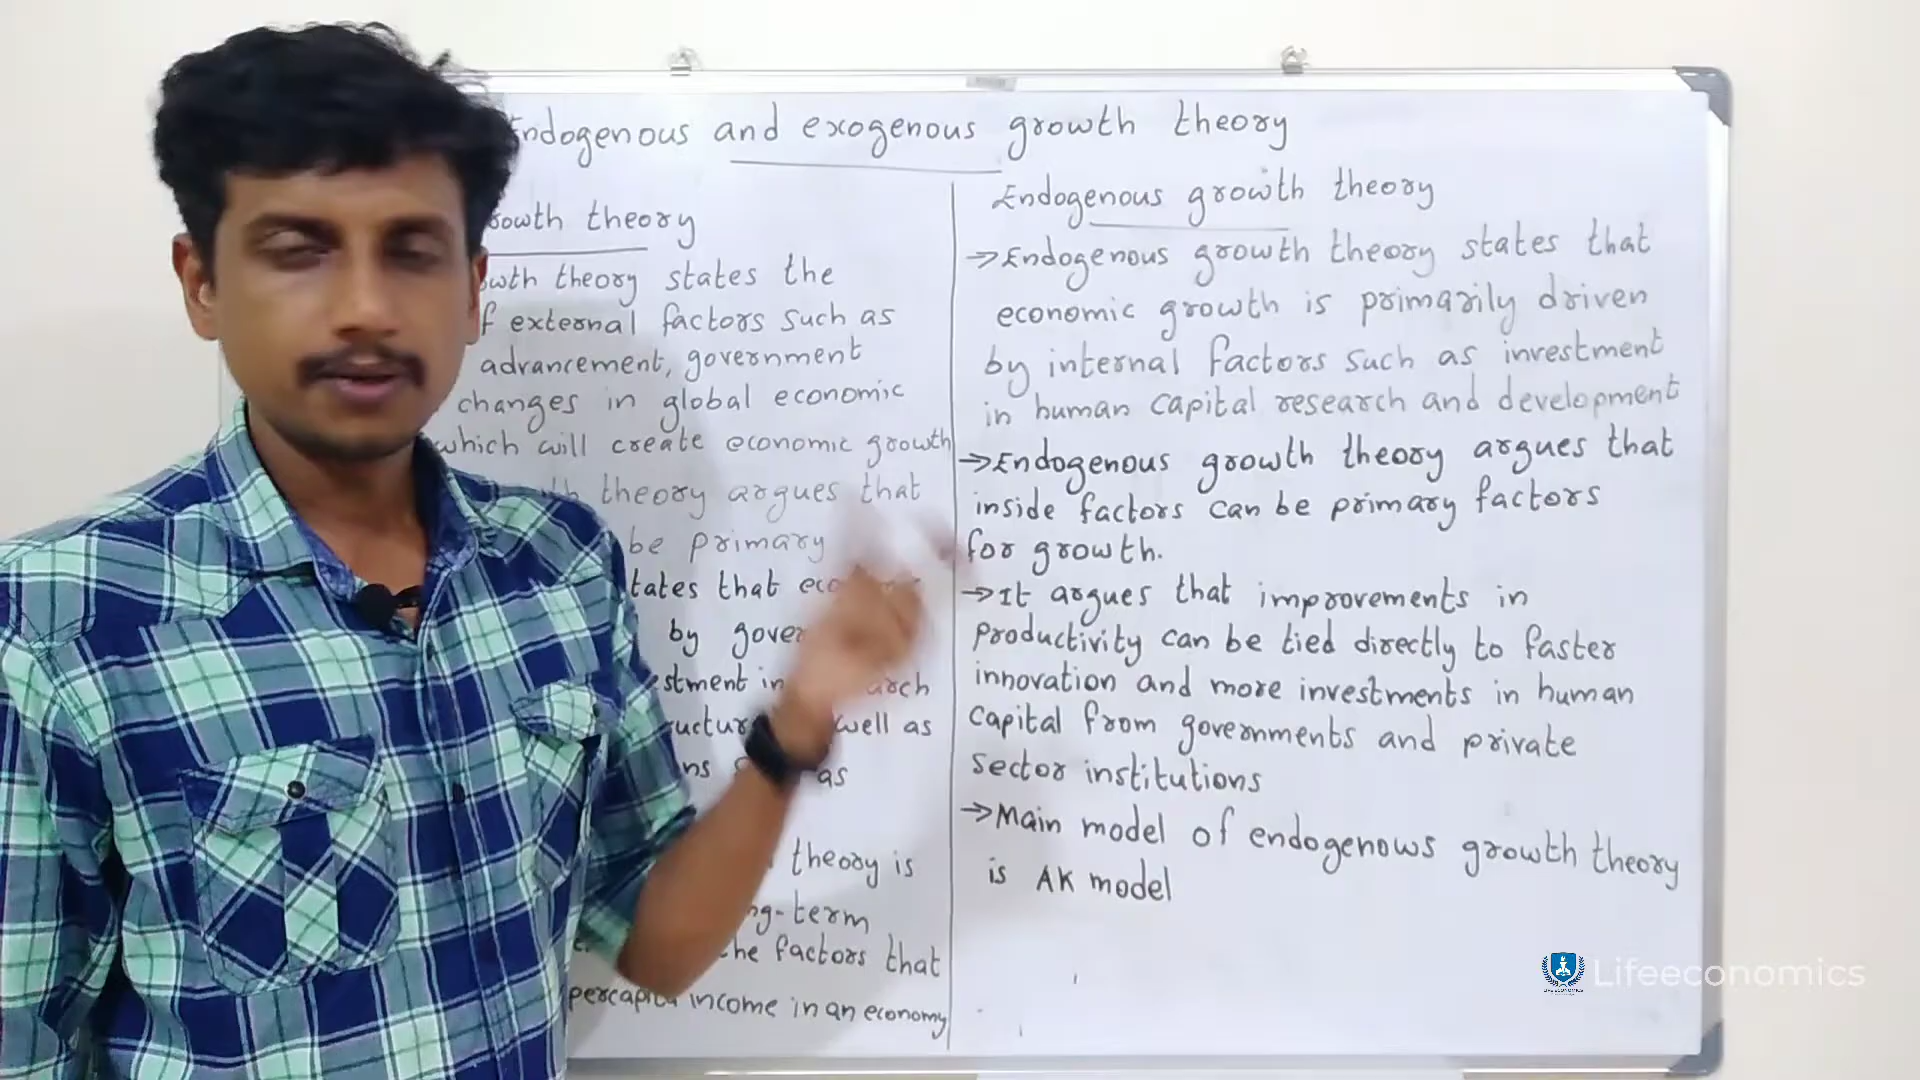 Endogenous and exogenous growth theory
growth theory
theory states the
external factors such as
advancement, government
changes in global economic
which will create economic growth
theory argues that
be primary
that
by
in
well as
as
theory is
term
the factors that
percapita income in an economy
Endogenous growth theory
→Endogenous growth theory states that
economic growth is primarily driven
by internal factors such as investment
in human capital research and development
→Endogenous growth theory argues that
inside factors can be primary factors
for growth.
→It argues that improvements in
productivity can be tied directly to faster
innovation and more investments in human
capital from governments and private
sector institutions
→Main model of endogenows growth theory
is AK model
LIFE ECONOMICS
Lifeeconomics